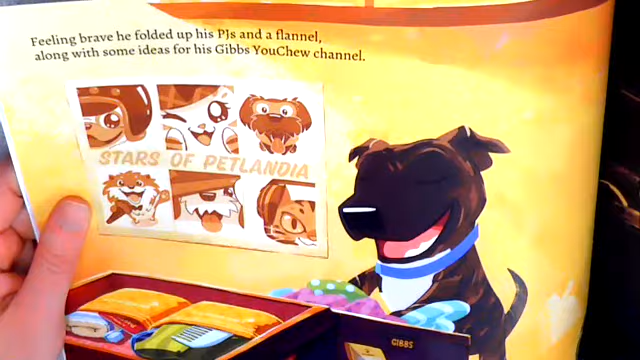 Feeling brave he folded up his PJs and a flannel,
along with some ideas for his Gibbs YouChew channel.
STARS OF PETLANDIA
GIBBS